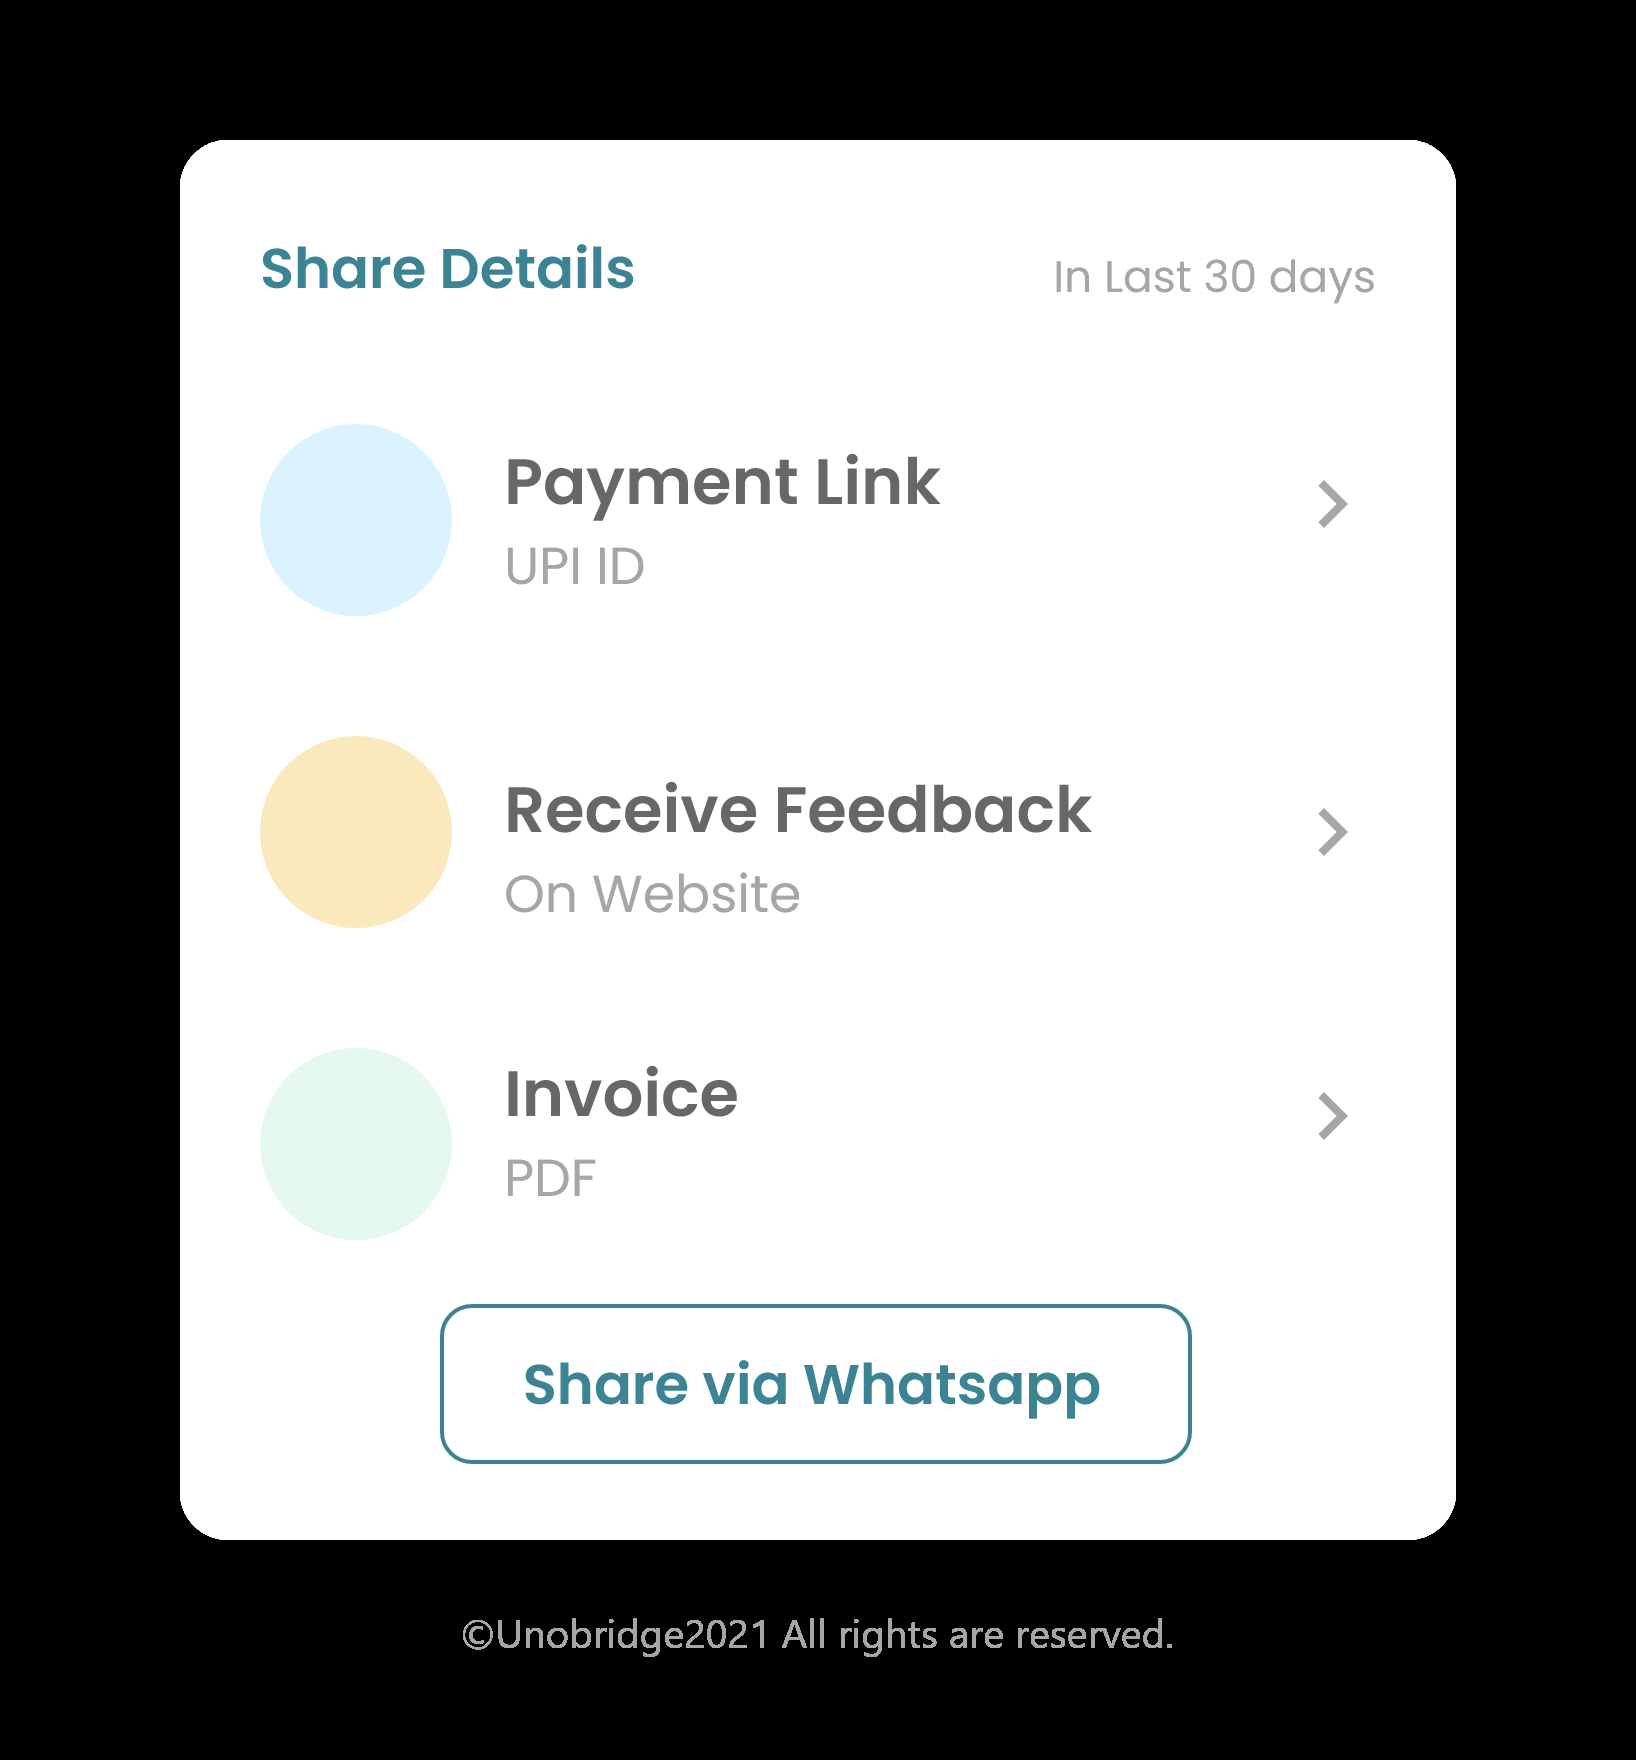 Share Details
In Last 30 days
Payment Link
UPI ID
Receive Feedback
On Website
Invoice
PDF
Share via Whatsapp
©Unobridge2021 All rights are reserved.